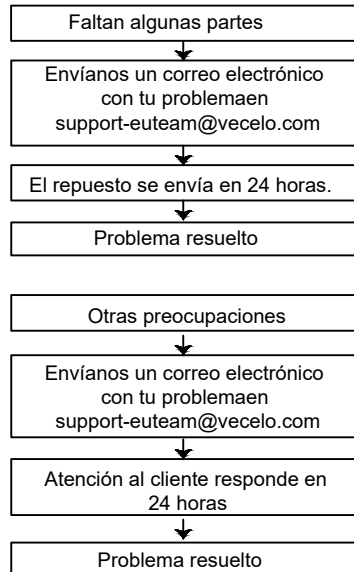 Faltan algunas partes
Envíanos un correo electrónico
con tu problemaen
support-euteam@vecelo.com
El repuesto se envía en 24 horas.
Problema resuelto
Otras preocupaciones
Envíanos un correo electrónico
con tu problemaen
support-euteam@vecelo.com
Atención al cliente responde en
24 horas
Problema resuelto